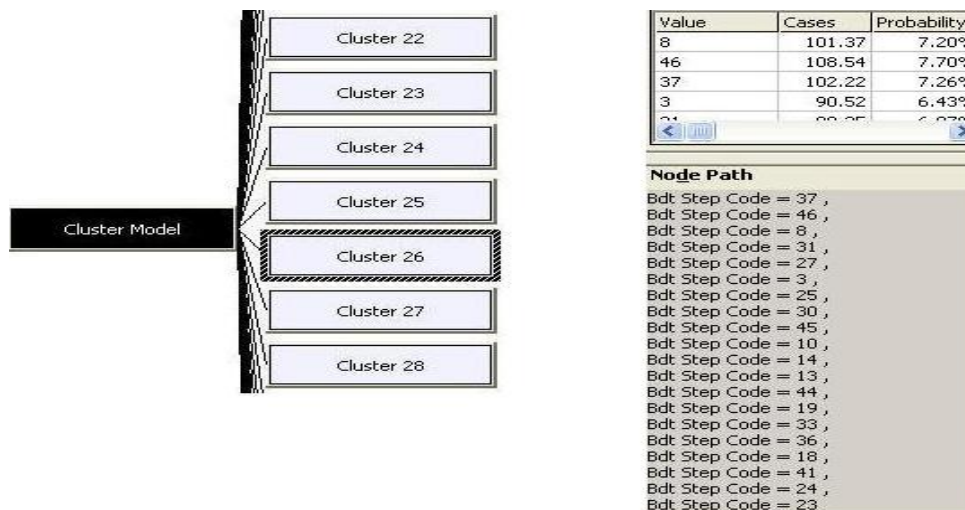 Cluster 22
Cluster 23
Cluster 24
Cluster 25
Cluster Model
Cluster 26
Cluster 27
Cluster 28
Value Cases Probability
8 101.37 7.20%
46 108.54 7.70%
37 102.22 7.26%
3 90.52 6.43%
Node Path
Bdt Step Code = 37 ,
Bdt Step Code = 46 ,
Bdt Step Code = 8 ,
Bdt Step Code = 31 ,
Bdt Step Code = 27 ,
Bdt Step Code = 3 ,
Bdt Step Code = 25 ,
Bdt Step Code = 30 ,
Bdt Step Code = 45 ,
Bdt Step Code = 10 ,
Bdt Step Code = 14 ,
Bdt Step Code = 13 ,
Bdt Step Code = 44 ,
Bdt Step Code = 19 ,
Bdt Step Code = 33 ,
Bdt Step Code = 36 ,
Bdt Step Code = 18 ,
Bdt Step Code = 41 ,
Bdt Step Code = 24 ,
Bdt Step Code = 23